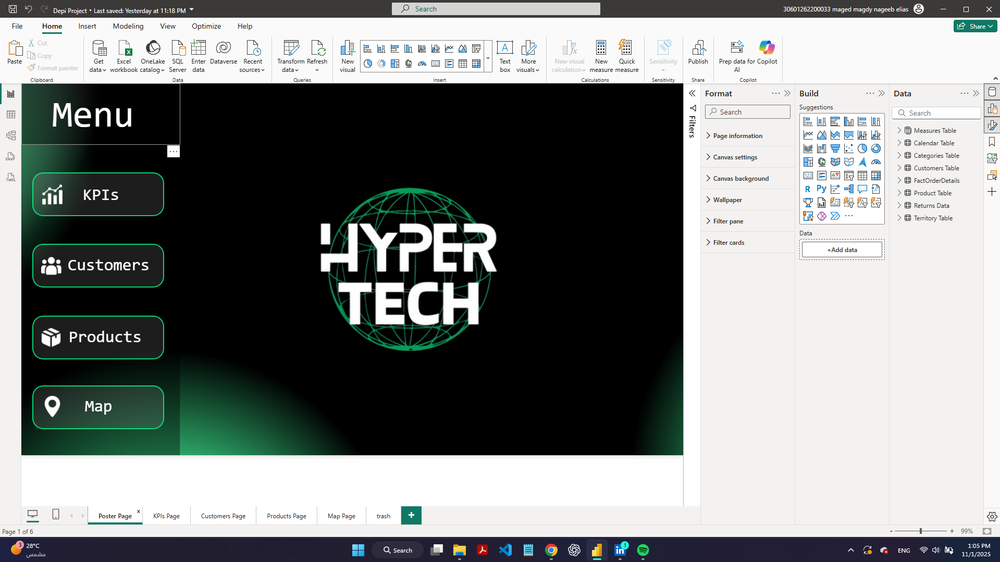 Depi Project • Last saved: Yesterday at 11:18 PM
Search
30601262200033 maged magdy nageeb elias
File
Home
Insert
Modeling
View
Optimize
Help
Share
Paste
Cut
Copy
Format painter
Clipboard
Get data
Excel workbook
OneLake catalog
SQL Server
Enter data
Dataverse
Recent sources
Data
Transform data
Refresh
Queries
New visual
Text box
More visuals
Insert
New visual calculation
New measure
Quick measure
Calculations
Sensitivity
Sensitivity
Publish
Share
Prep data for AI
Copilot
Copilot
Menu
KPIs
Customers
Products
Map
HYPER
TECH
Filters
Format
Search
Page information
Canvas settings
Canvas background
Wallpaper
Filter pane
Filter cards
Build
Suggestions
Data
+Add data
Data
Search
Measures Table
Calendar Table
Categories Table
Customers Table
FactOrderDetails
Product Table
Returns Data
Territory Table
DAX
TMDL
Poster Page
KPIs Page
Customers Page
Products Page
Map Page
trash
Page 1 of 6
99%
3
28°C
مشمس
Search
1
ENG
1:05 PM
11/1/2025